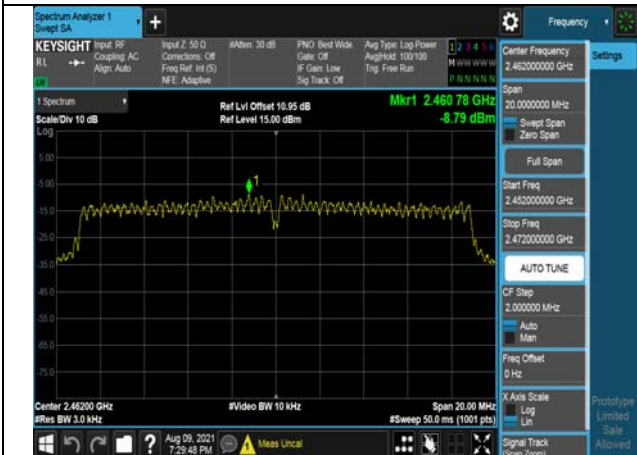 Spectrum Analyzer 1
Swept SA
+
Frequency
KEYSIGHT
RL
Input: RF
Coupling: AC
Align: Auto
Input Z: 50 Ω
Corrections: Off
Freq Ref: Int (S)
NFE: Adaptive
#Atten: 30 dB
PNO: Best Wide
Gate: Off
IF Gain: Low
Sig Track: Off
Avg Type: Log-Power
Avg|Hold: 100/100
Trig: Free Run
1 2 3 4 5 6
M W W W W W
P N N N N N
1 Spectrum
Scale/Div 10 dB
Log
Ref Lvl Offset 10.95 dB
Ref Level 15.00 dBm
Mkr1 2.460 78 GHz
-8.79 dBm
5.00
-5.00
1
-15.0
-25.0
-35.0
-45.0
-55.0
-65.0
-75.0
Center 2.46200 GHz
#Res BW 3.0 kHz
#Video BW 10 kHz
Span 20.00 MHz
#Sweep 50.0 ms (1001 pts)
Center Frequency
2.462000000 GHz
Settings
Span
20.0000000 MHz
Swept Span
Zero Span
Full Span
Start Freq
2.452000000 GHz
Stop Freq
2.472000000 GHz
AUTO TUNE
CF Step
2.000000 MHz
Auto
Man
Freq Offset
0 Hz
X Axis Scale
Log
Lin
Signal Track
(Span Zoom)
Prototype
Limited
Sale
Allowed
?
Aug 09, 2021
7:29:48 PM
Meas Uncal